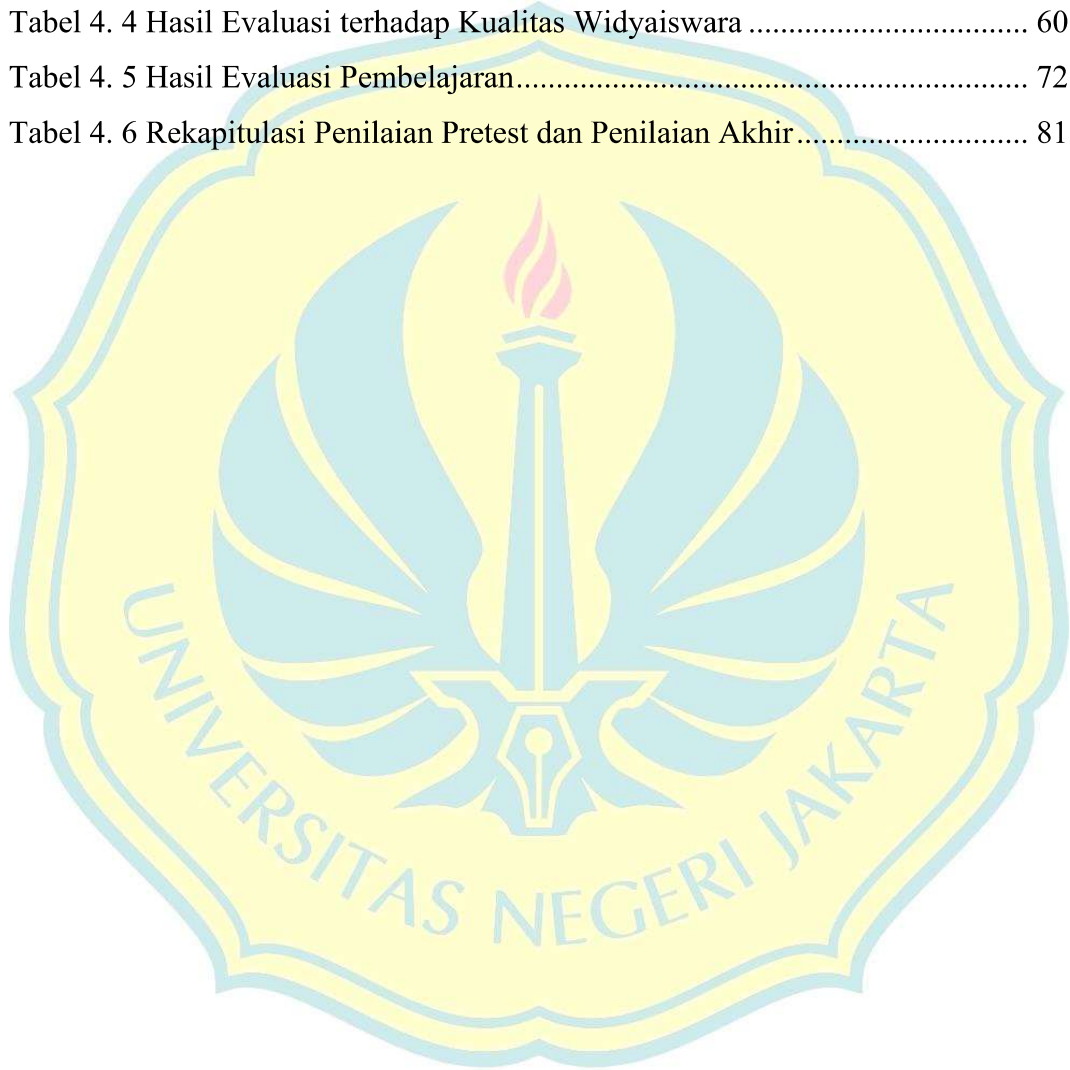 Tabel 4. 4 Hasil Evaluasi terhadap Kualitas Widyaiswara .................................. 60
Tabel 4. 5 Hasil Evaluasi Pembelajaran............................................................... 72
Tabel 4. 6 Rekapitulasi Penilaian Pretest dan Penilaian Akhir............................ 81
UNIVERSITAS NEGERI JAKARTA